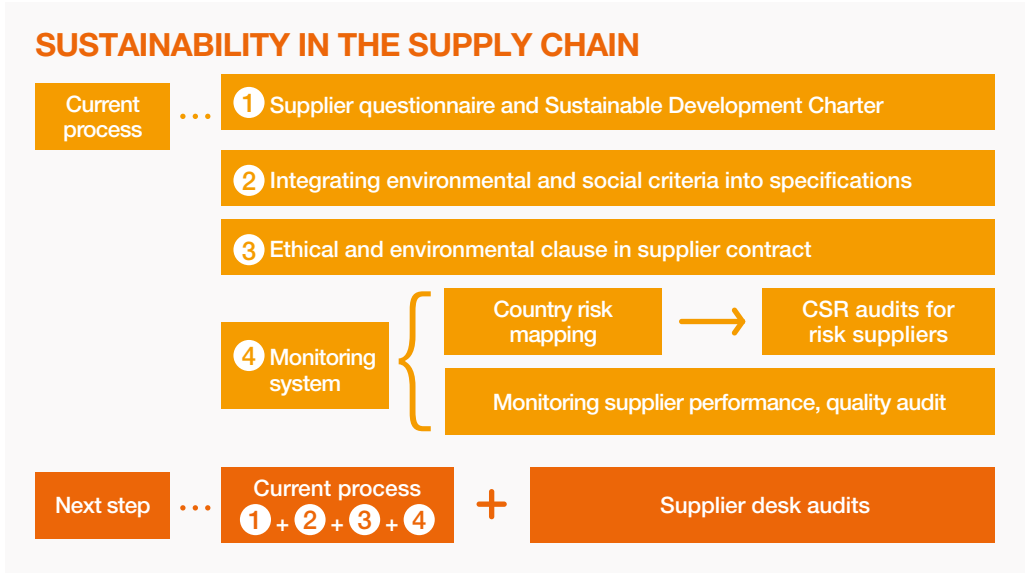 SUSTAINABILITY IN THE SUPPLY CHAIN
Current
process
1 Supplier questionnaire and Sustainable Development Charter
2 Integrating environmental and social criteria into specifications
3 Ethical and environmental clause in supplier contract
4 Monitoring
system
Country risk
mapping
CSR audits for
risk suppliers
Monitoring supplier performance, quality audit
Next step
Current process
1 + 2 + 3 + 4
+
Supplier desk audits